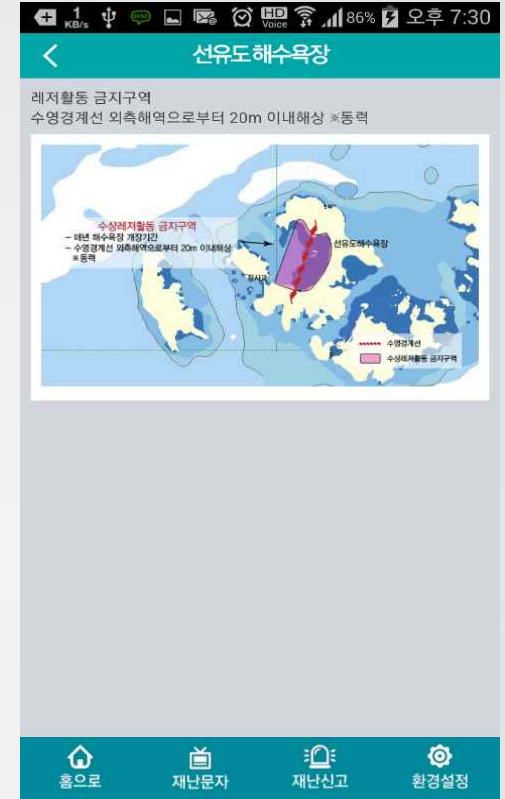 1
KB/s
BAND
HD
Voice
86%
오후 7:30
선유도해수욕장
레저활동 금지구역
수영경계선 외측해역으로부터 20m 이내해상 ※동력
수상레저활동 금지구역
- 매년 해수욕장 개장기간
- 수영경계선 외측해역으로부터 20m 이내해상
※동력
선유도해수욕장
장자교
수영경계선
수상레저활동 금지구역
홈으로
재난문자
재난신고
환경설정